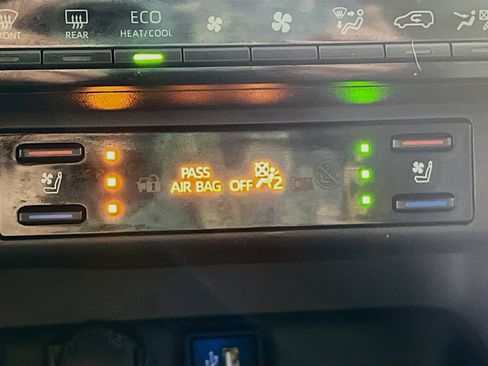 FRONT
REAR
ECO
HEAT/COOL
PASS
AIR BAG OFF 2